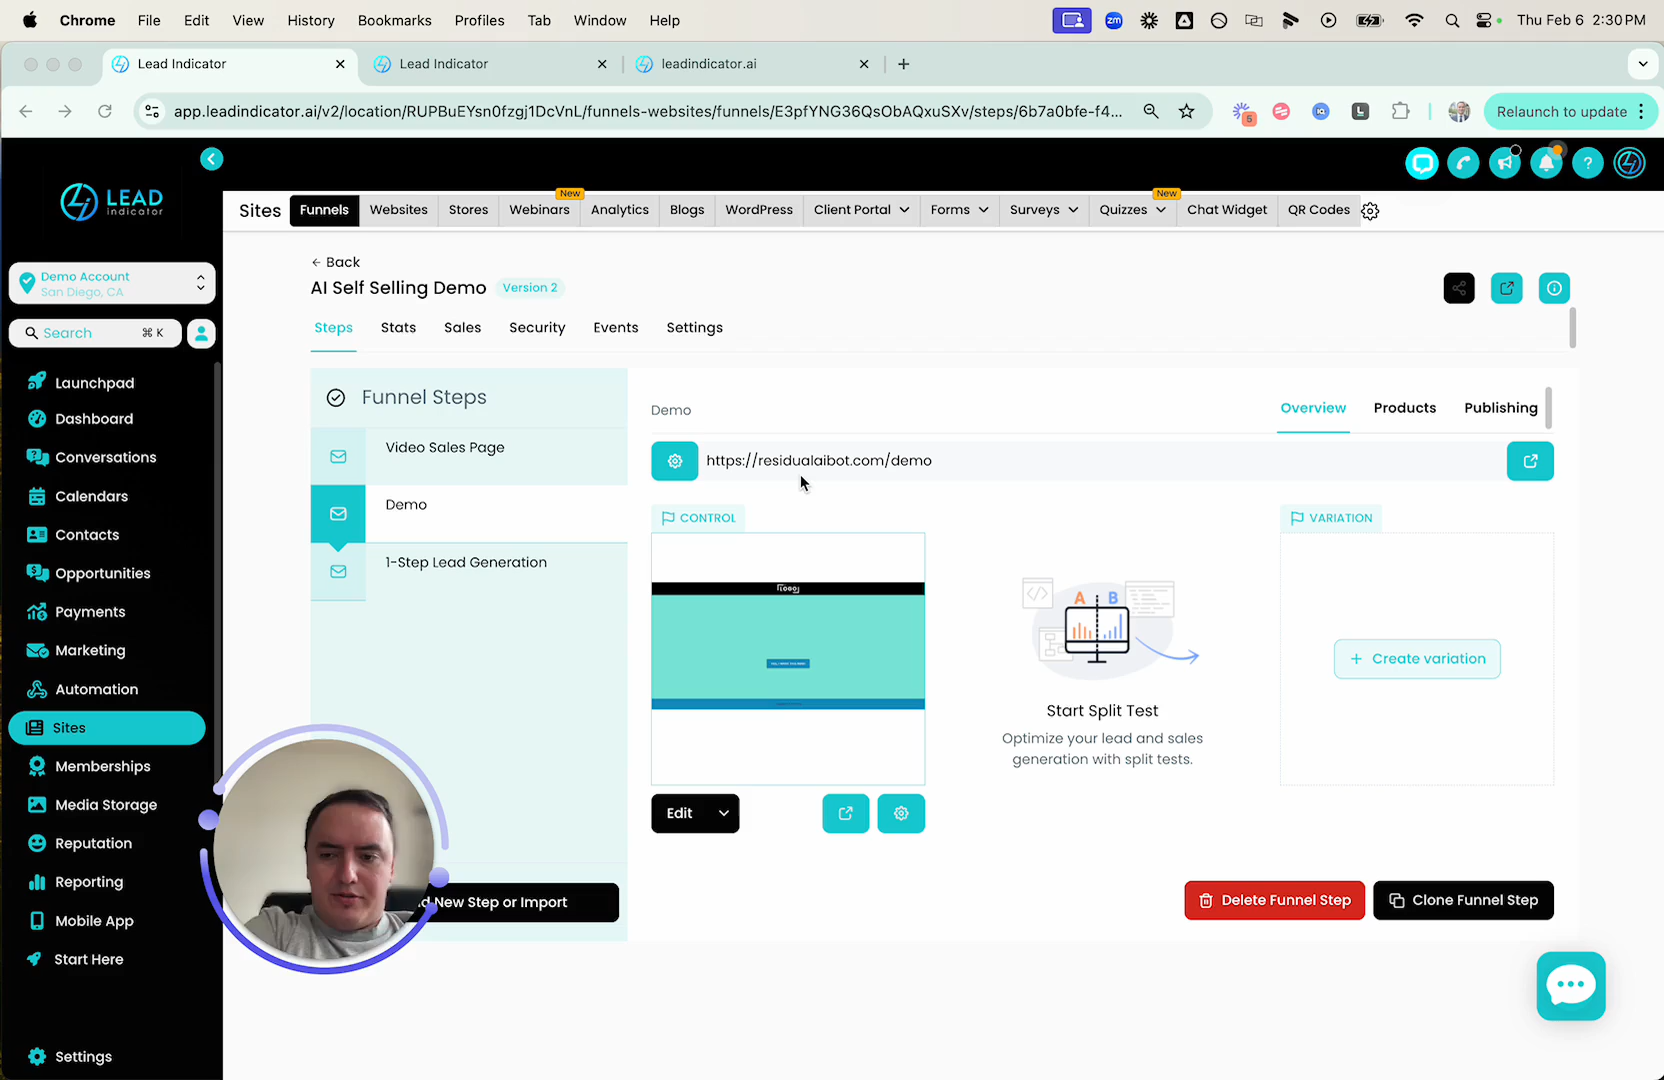 Chrome File Edit View History Bookmarks Profiles Tab Window Help
zm
Thu Feb 6 2:30 PM
Lead Indicator
Lead Indicator
leadindicator.ai
app.leadindicator.ai/v2/location/RUPBuEYsn0fzgj1DcVnL/funnels-websites/funnels/E3pfYNG36QsObAQxuSXv/steps/6b7a0bfe-f4...
5
L
Relaunch to update
LEAD
indicator
Sites
Funnels
Websites
Stores
New
Webinars
Analytics
Blogs
WordPress
Client Portal
Forms
Surveys
New
Quizzes
Chat Widget
QR Codes
Demo Account
San Diego, CA
Search ⌘ K
Launchpad
Dashboard
Conversations
Calendars
Contacts
Opportunities
Payments
Marketing
Automation
Sites
Memberships
Media Storage
Reputation
Reporting
Mobile App
Start Here
Settings
← Back
AI Self Selling Demo
Version 2
Steps Stats Sales Security Events Settings
Funnel Steps
Video Sales Page
Demo
1-Step Lead Generation
New Step or Import
Demo
Overview Products Publishing
https://residualaibot.com/demo
CONTROL
VARIATION
A B
Start Split Test
Optimize your lead and sales
generation with split tests.
+ Create variation
Edit
Delete Funnel Step
Clone Funnel Step